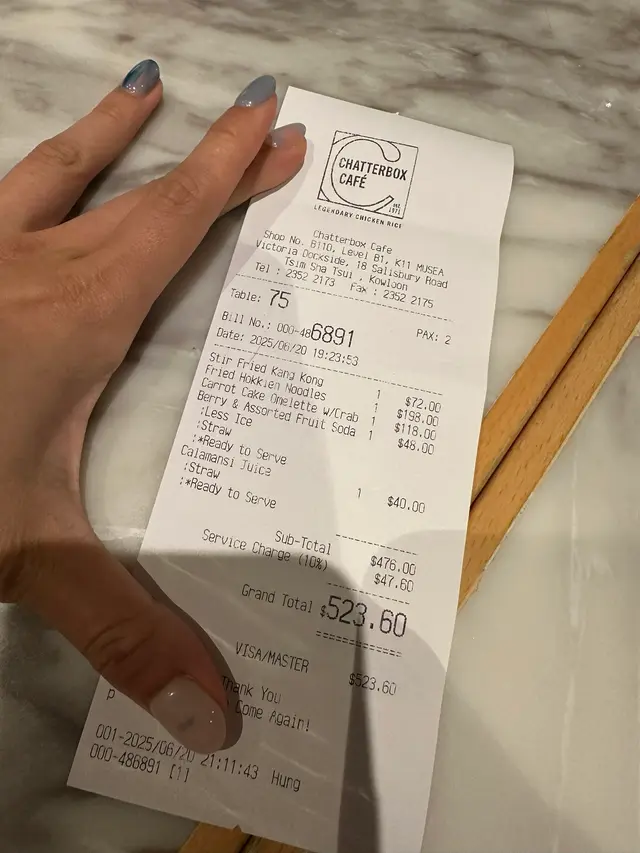 CHATTERBOX
CAFÉ
est.
1971
LEGENDARY CHICKEN RICE
Chatterbox Cafe
Shop No. B110, Level B1, K11 MUSEA
Victoria Dockside, 18 Salisbury Road
Tsim Sha Tsui , Kowloon
Tel : 2352 2173 Fax : 2352 2175
Table: 75 PAX: 2
Bill No.: 000-486891
Date: 2025/06/20 19:23:53
Stir Fried Kang Kong 1 $72.00
Fried Hokkien Noodles 1 $198.00
Carrot Cake Omelette W/Crab 1 $118.00
Berry & Assorted Fruit Soda 1 $48.00
:Less Ice
:Straw
:*Ready to Serve
Calamansi Juice 1 $40.00
:Straw
:*Ready to Serve
Sub-Total $476.00
Service Charge (10%) $47.60
Grand Total $523.60
VISA/MASTER $523.60
Thank You
Come Again!
p
001-2025/06/20 21:11:43 Hung
000-486891 [1]